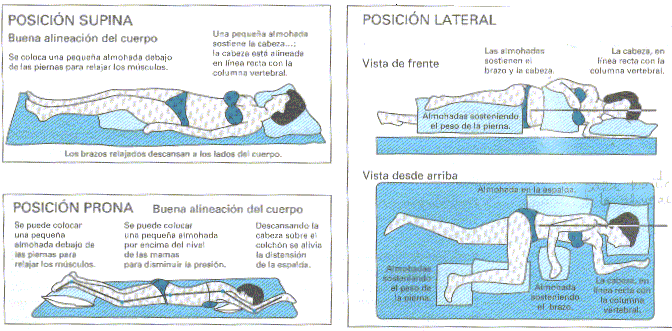 POSICIÓN SUPINA
Buena alineación del cuerpo
Se coloca una pequeña almohada debajo
de las piernas para relajar los músculos.
Una pequeña almohada
sostiene la cabeza...;
la cabeza está alineada
en línea recta con la
columna vertebral.
Los brazos relajados descansan a los lados del cuerpo.
POSICIÓN PRONA Buena alineación del cuerpo
Se puede colocar
una pequeña
almohada debajo de
las piernas para
relajar los músculos.
Se puede colocar
una pequeña almohada
por encima del nivel
de las mamas
para disminuir la presión.
Descansando la
cabeza sobre el
colchón se alivia
la distensión
de la espalda.
POSICIÓN LATERAL
Vista de frente
Las almohadas
sostienen el
brazo y la cabeza.
La cabeza, en
línea recta con la
columna vertebral.
Almohadas sosteniendo
el peso de la pierna.
Vista desde arriba
Almohada en la espalda.
Almohadas
sosteniendo
el peso
de la pierna.
Almohada
sosteniendo
el brazo.
La cabeza, en
línea recta con
la columna
vertebral.